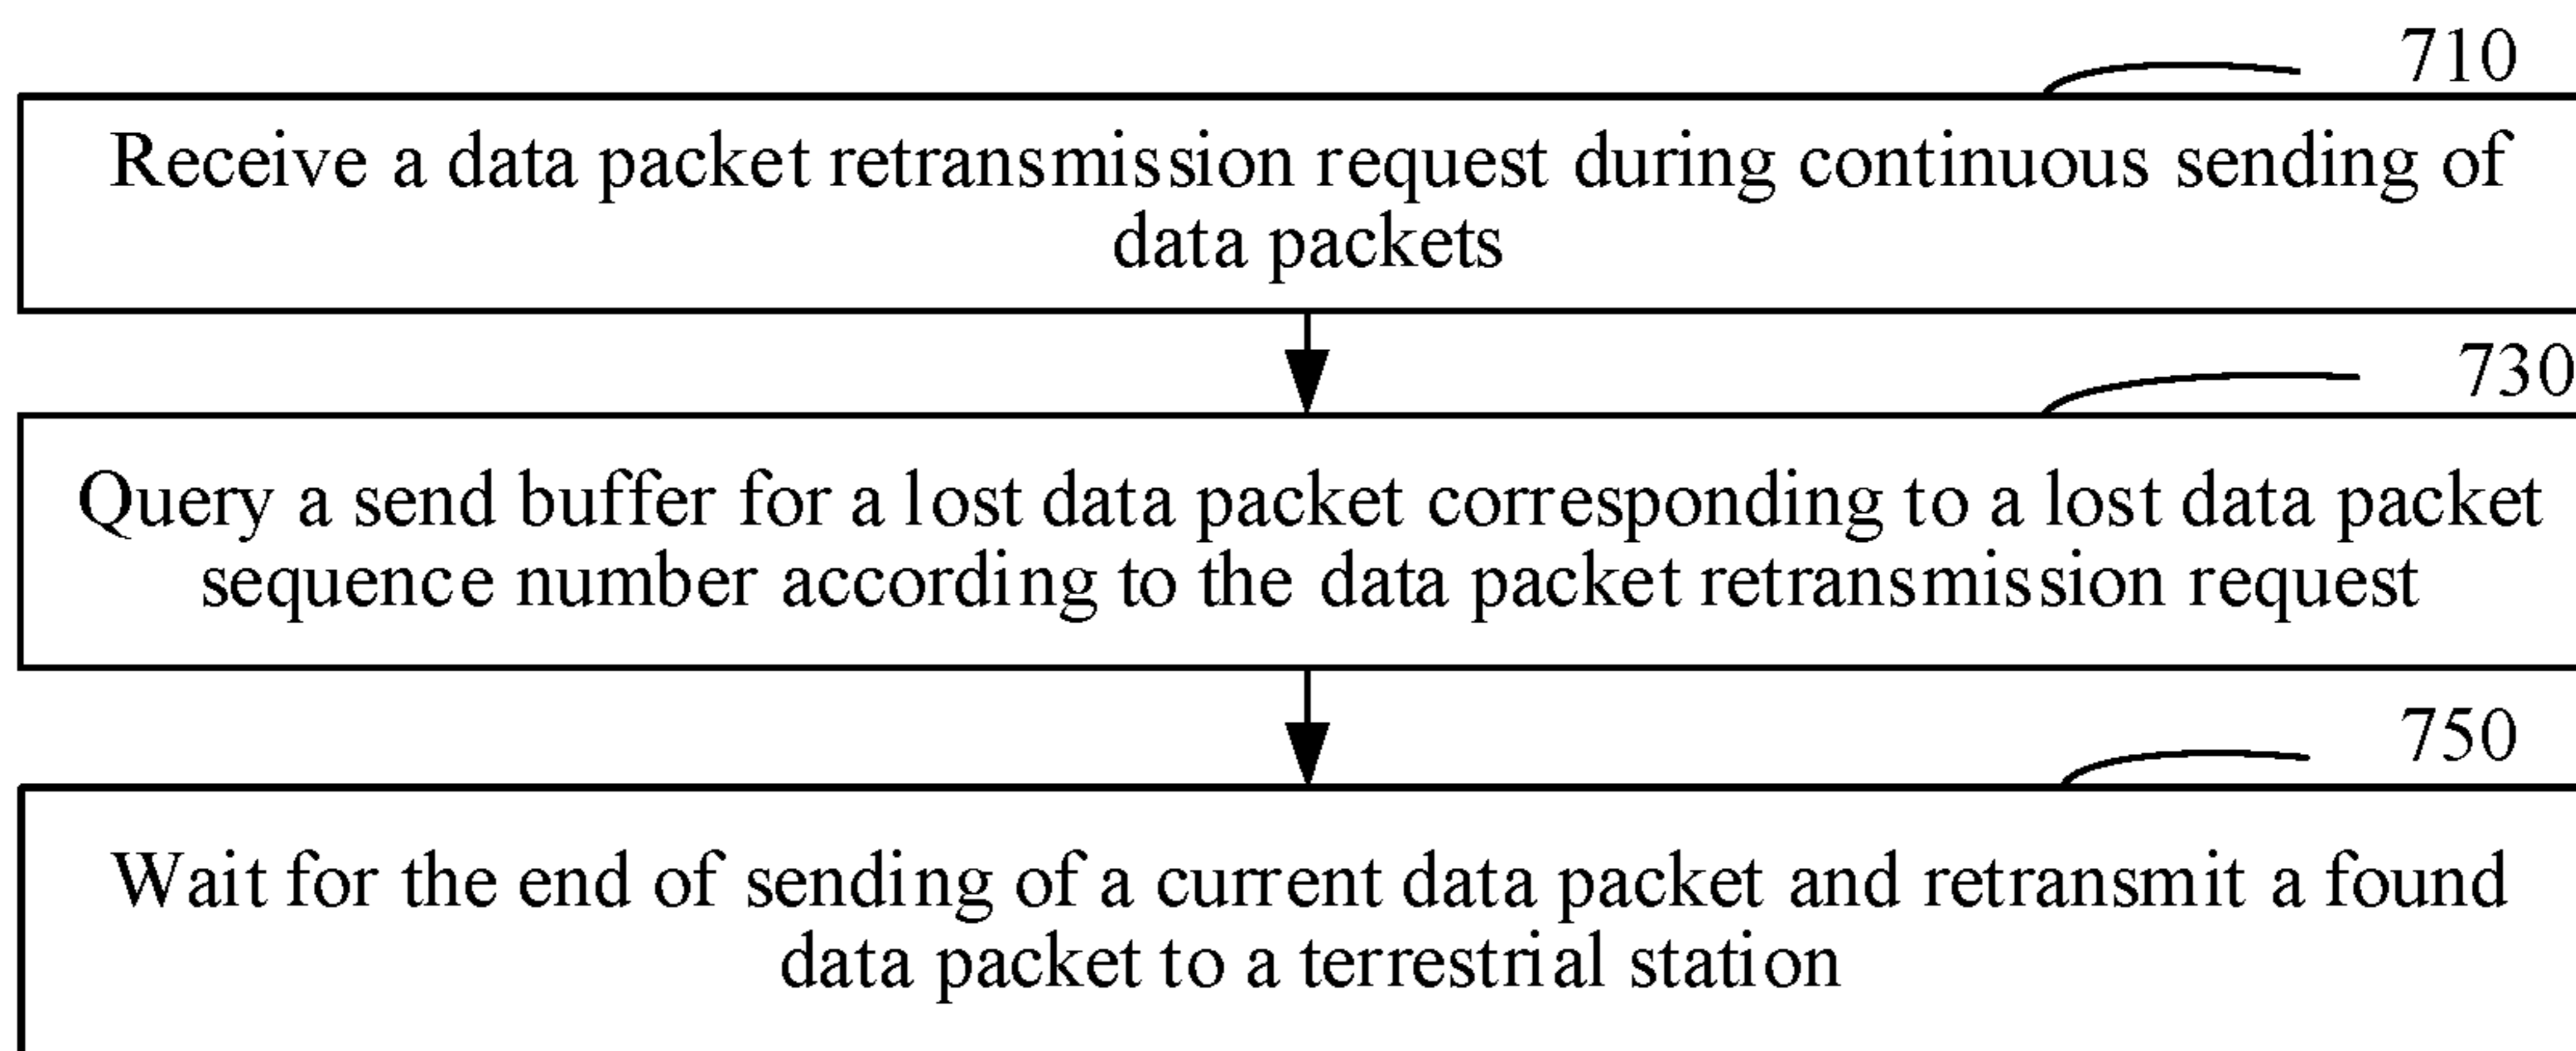 710
Receive a data packet retransmission request during continuous sending of
data packets
730
Query a send buffer for a lost data packet corresponding to a lost data packet
sequence number according to the data packet retransmission request
750
Wait for the end of sending of a current data packet and retransmit a found
data packet to a terrestrial station